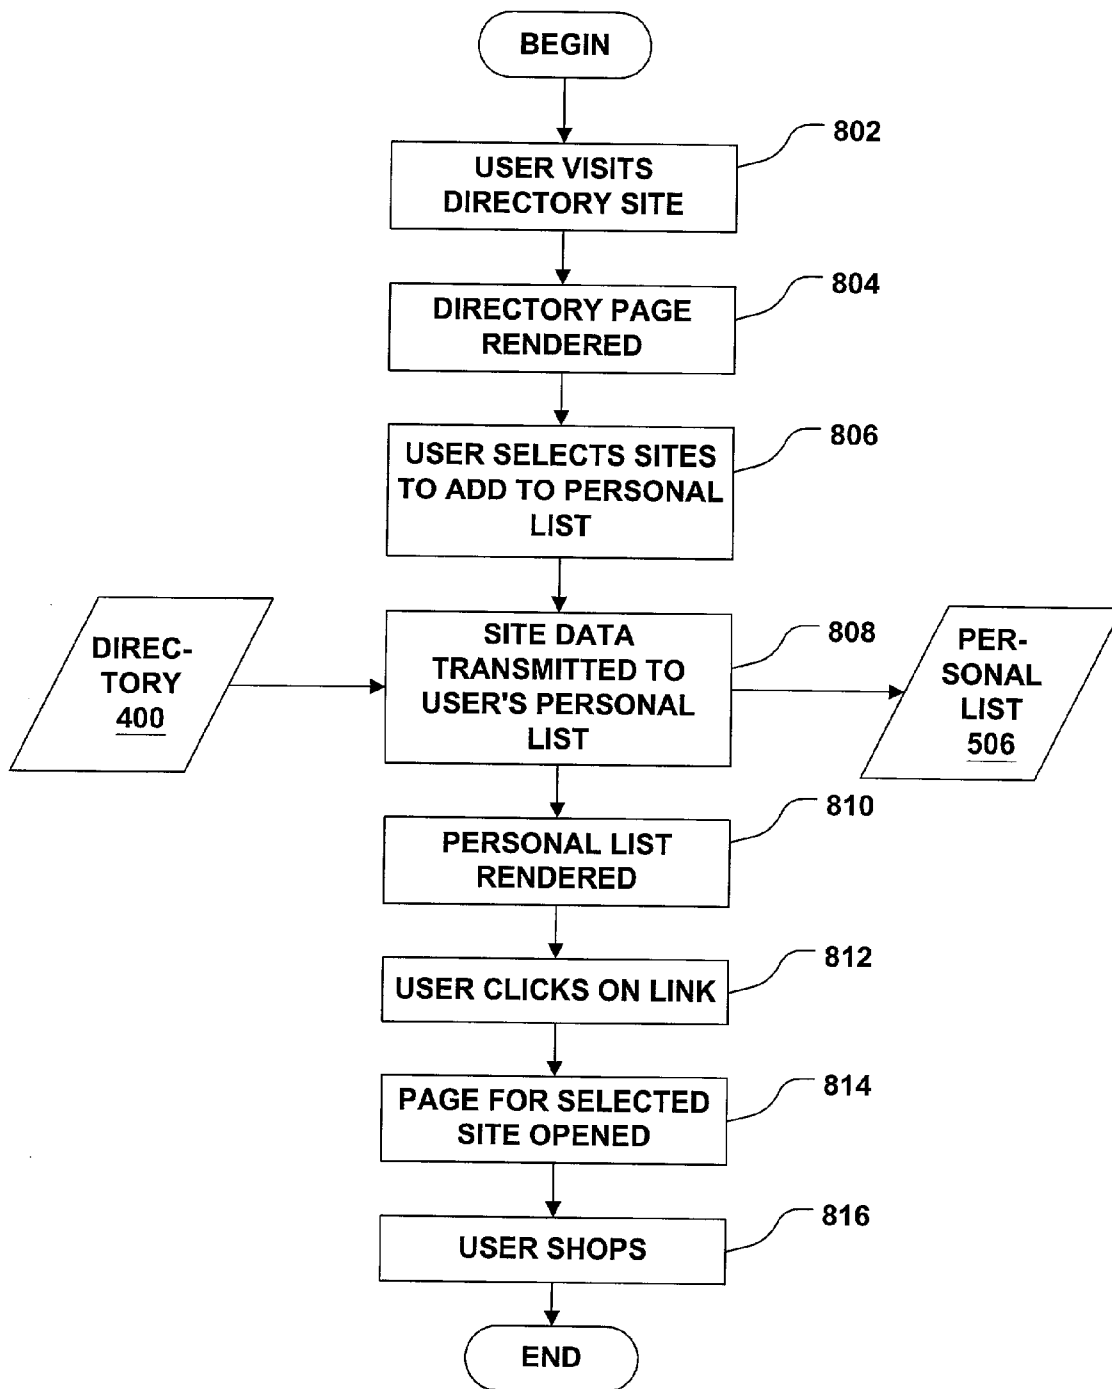 BEGIN
802
USER VISITS
DIRECTORY SITE
804
DIRECTORY PAGE
RENDERED
806
USER SELECTS SITES
TO ADD TO PERSONAL
LIST
DIREC-
TORY
400
808
SITE DATA
TRANSMITTED TO
USER'S PERSONAL
LIST
PER-
SONAL
LIST
506
810
PERSONAL LIST
RENDERED
812
USER CLICKS ON LINK
814
PAGE FOR SELECTED
SITE OPENED
816
USER SHOPS
END